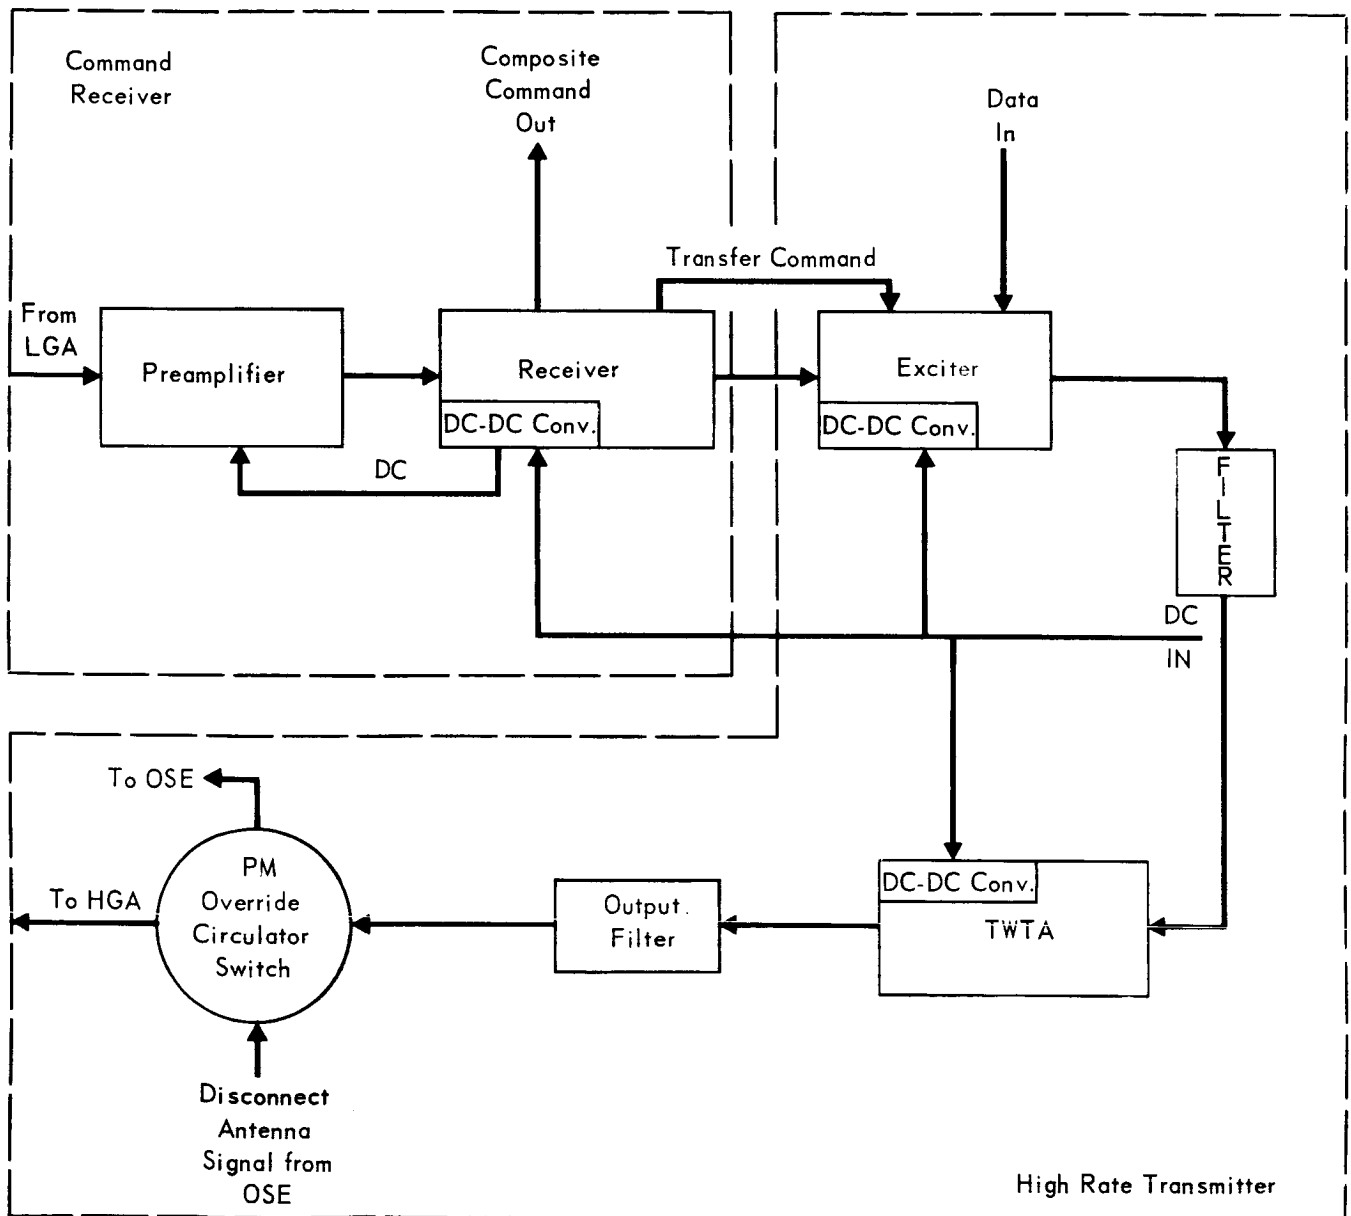 Command
Receiver
Composite
Command
Out
Data
In
Transfer Command
From
LGA
Preamplifier
Receiver
DC-DC Conv.
Exciter
DC-DC Conv.
DC
FILTER
DC
IN
To OSE
To HGA
PM
Override
Circulator
Switch
Output.
Filter
DC-DC Conv.
TWTA
Disconnect
Antenna
Signal from
OSE
High Rate Transmitter